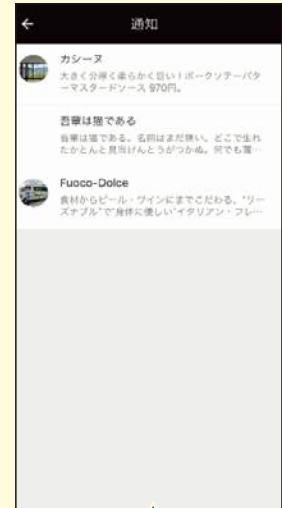 通知
カシーヌ
大きく分厚く柔らかく旨い！ポークソテーバタ
ーマスタードソース 970円。
吾輩は猫である
吾輩は猫である。名前はまだ無い。どこで生れ
たかとんと見当けんとうがつかぬ。何でも薄…
Fuoco-Dolce
食材からビール・ワインにまでこだわる、"リー
ズナブル"で"身体に優しい"イタリアン・フレ…